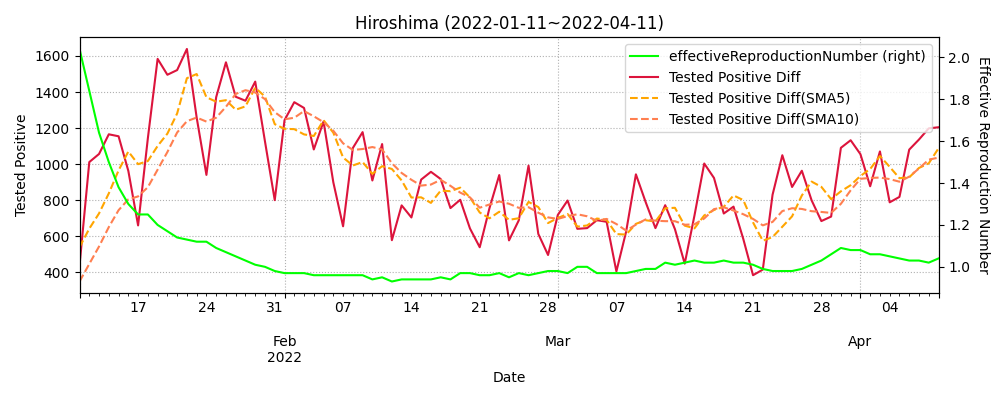 Hiroshima (2022-01-11~2022-04-11)
effectiveReproductionNumber (right)
Tested Positive Diff
Tested Positive Diff(SMA5)
Tested Positive Diff(SMA10)
Tested Positive
1600
1400
1200
1000
800
600
400
2.0
1.8
1.6
1.4
1.2
1.0
Effective Reproduction Number
17 24 31 07 14 21 28 07 14 21 28 04
Feb Mar Apr
2022
Date